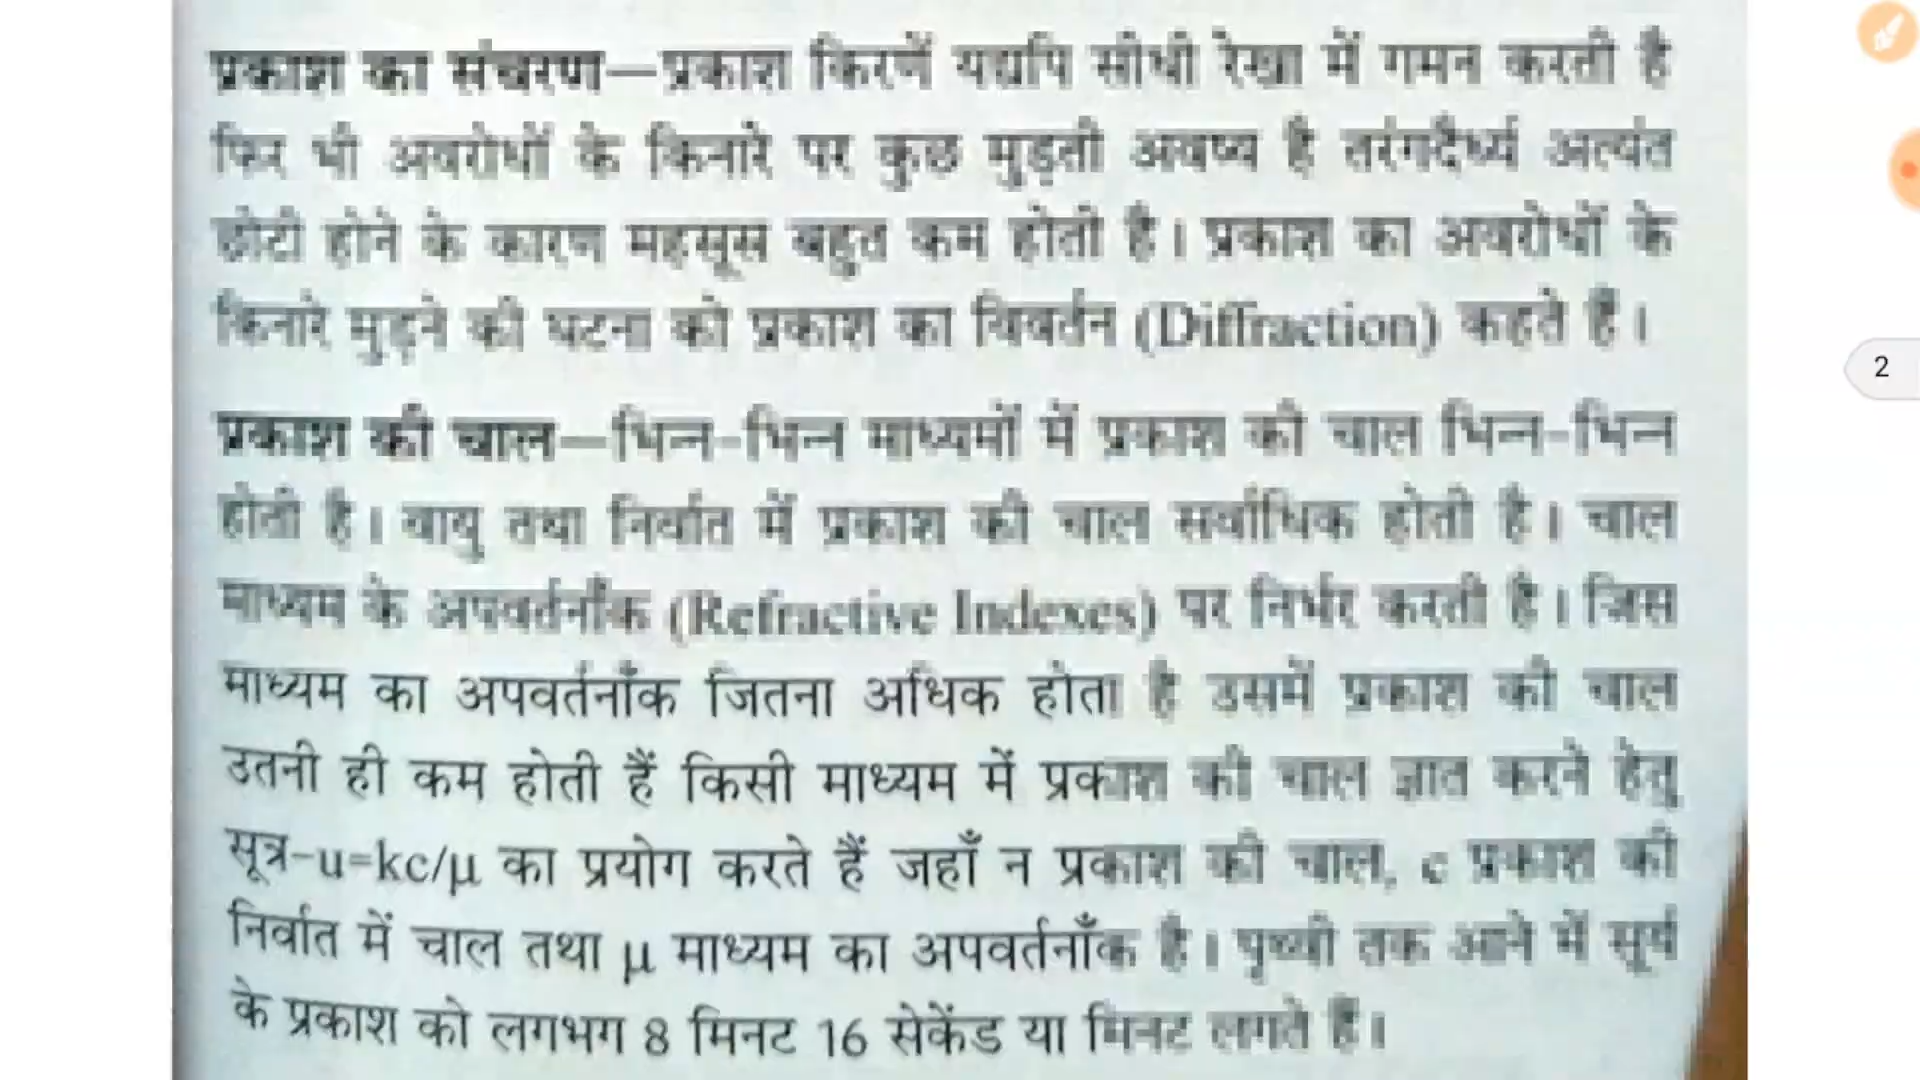 प्रकाश का संचरण—प्रकाश किरणें यद्यपि सीधी रेखा में गमन करती है
फिर भी अवरोधों के किनारे पर कुछ मुड़ती अवष्य है तरंगदैर्ध्य अत्यंत
छोटी होने के कारण महसूस बहुत कम होती है। प्रकाश का अवरोधों के
किनारे मुड़ने की घटना को प्रकाश का विवर्तन (Diffraction) कहते हैं।
प्रकाश की चाल—भिन्न-भिन्न माध्यमों में प्रकाश की चाल भिन्न-भिन्न
होती है। वायु तथा निर्वात में प्रकाश की चाल सर्वाधिक होती है। चाल
माध्यम के अपवर्तनाँक (Refractive Indexes) पर निर्भर करती है। जिस
माध्यम का अपवर्तनाँक जितना अधिक होता है उसमें प्रकाश की चाल
उतनी ही कम होती हैं किसी माध्यम में प्रकाश की चाल ज्ञात करने हेतु
सूत्र-u=kc/μ का प्रयोग करते हैं जहाँ न प्रकाश की चाल, c प्रकाश की
निर्वात में चाल तथा μ माध्यम का अपवर्तनाँक है। पृथ्वी तक आने में सूर्य
के प्रकाश को लगभग 8 मिनट 16 सेकेंड या मिनट लगते हैं।
2